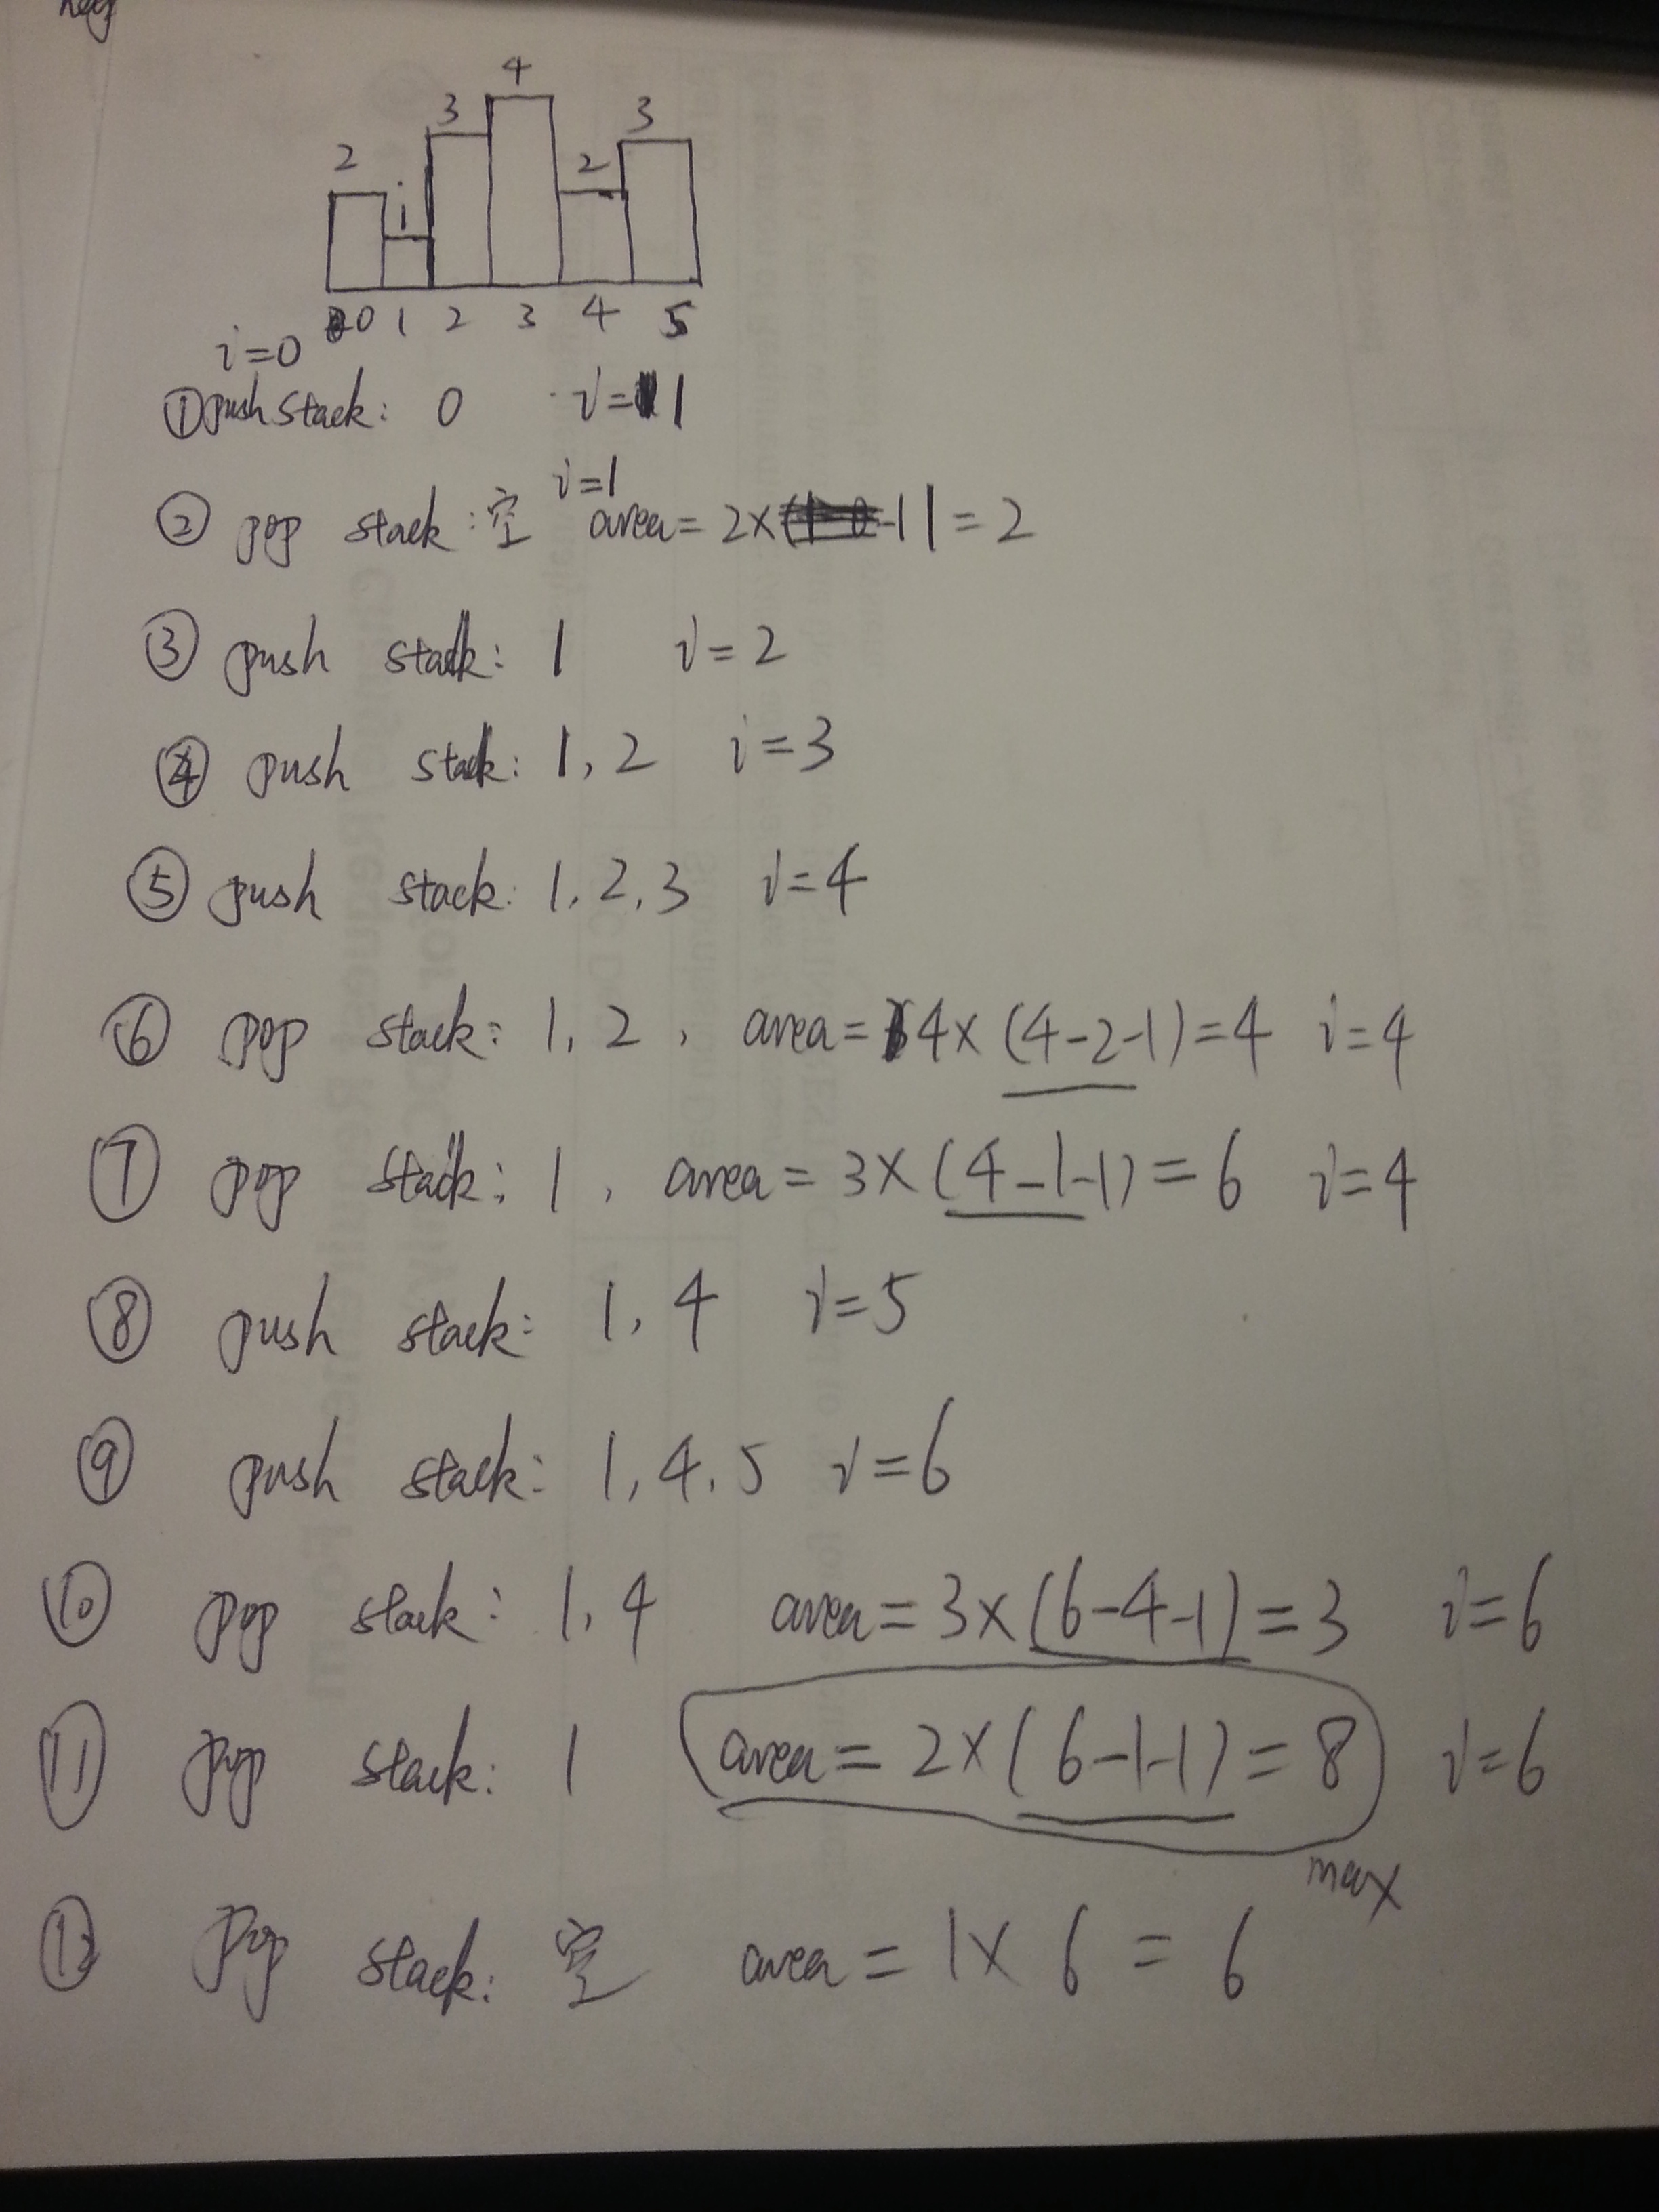 4
3 3
2 2
1
0 1 2 3 4 5
i=0
① push stack: 0 i=1
i=1
② pop stack: 空 area= 2×1=2
③ push stack: 1 i=2
④ push stack: 1, 2 i=3
⑤ push stack: 1, 2, 3 i=4
⑥ pop stack: 1, 2, area= 4×(4-2-1)=4 i=4
⑦ pop stack: 1, area= 3×(4-1-1)=6 i=4
⑧ push stack: 1, 4 i=5
⑨ push stack: 1, 4, 5 i=6
⑩ pop stack: 1, 4 area= 3×(6-4-1)=3 i=6
⑪ pop stack: 1 area= 2×(6-1-1)=8 i=6
max
⑫ pop stack: 空 area= 1×6=6